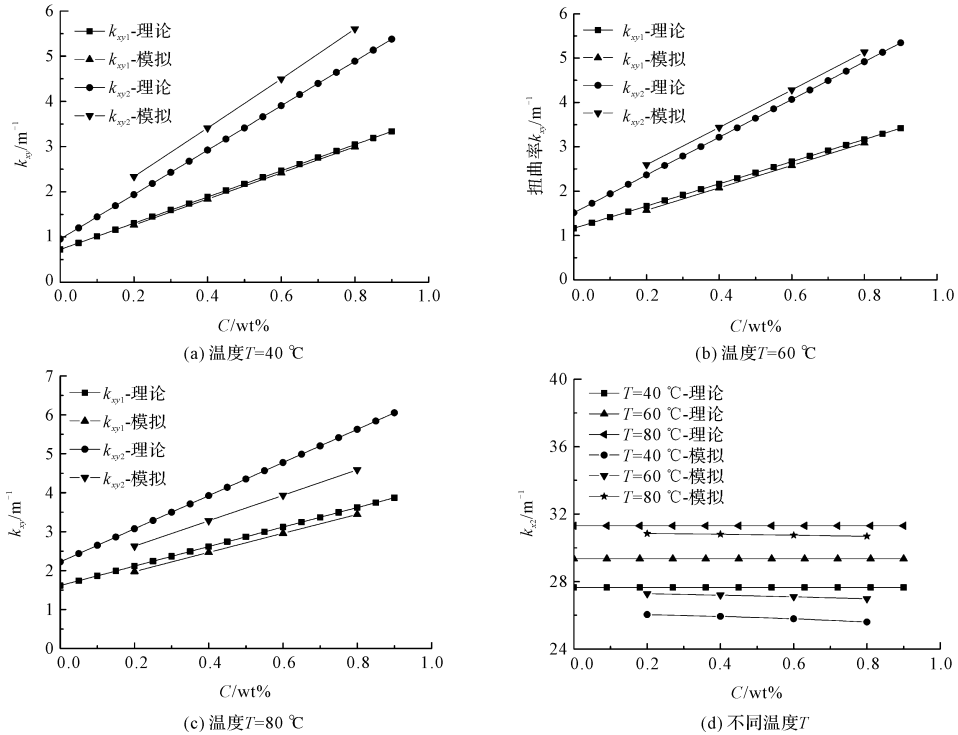 6
5
4
3
2
1
0
k_xy/m⁻¹
k_xy1-理论
k_xy1-模拟
k_xy2-理论
k_xy2-模拟
0.0 0.2 0.4 0.6 0.8 1.0
C/wt%
(a) 温度T=40 ℃
6
5
4
3
2
1
0
扭曲率k_xy/m⁻¹
k_xy1-理论
k_xy1-模拟
k_xy2-理论
k_xy2-模拟
0.0 0.2 0.4 0.6 0.8 1.0
C/wt%
(b) 温度T=60 ℃
7
6
5
4
3
2
1
0
k_xy/m⁻¹
k_xy1-理论
k_xy1-模拟
k_xy2-理论
k_xy2-模拟
0.0 0.2 0.4 0.6 0.8 1.0
C/wt%
(c) 温度T=80 ℃
40
36
32
28
24
k_x2/m⁻¹
T=40 ℃-理论
T=60 ℃-理论
T=80 ℃-理论
T=40 ℃-模拟
T=60 ℃-模拟
T=80 ℃-模拟
0.0 0.2 0.4 0.6 0.8 1.0
C/wt%
(d) 不同温度T